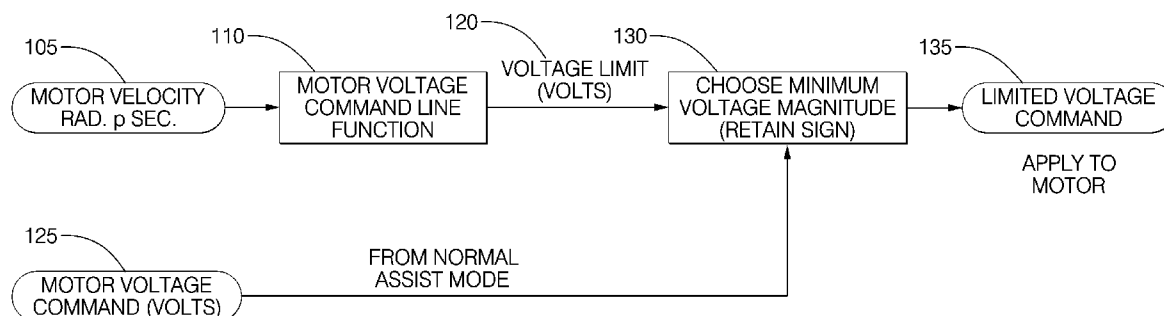 105
110
120
130
135
MOTOR VELOCITY
RAD. p SEC.
MOTOR VOLTAGE
COMMAND LINE
FUNCTION
VOLTAGE LIMIT
(VOLTS)
CHOOSE MINIMUM
VOLTAGE MAGNITUDE
(RETAIN SIGN)
LIMITED VOLTAGE
COMMAND
APPLY TO
MOTOR
125
MOTOR VOLTAGE
COMMAND (VOLTS)
FROM NORMAL
ASSIST MODE